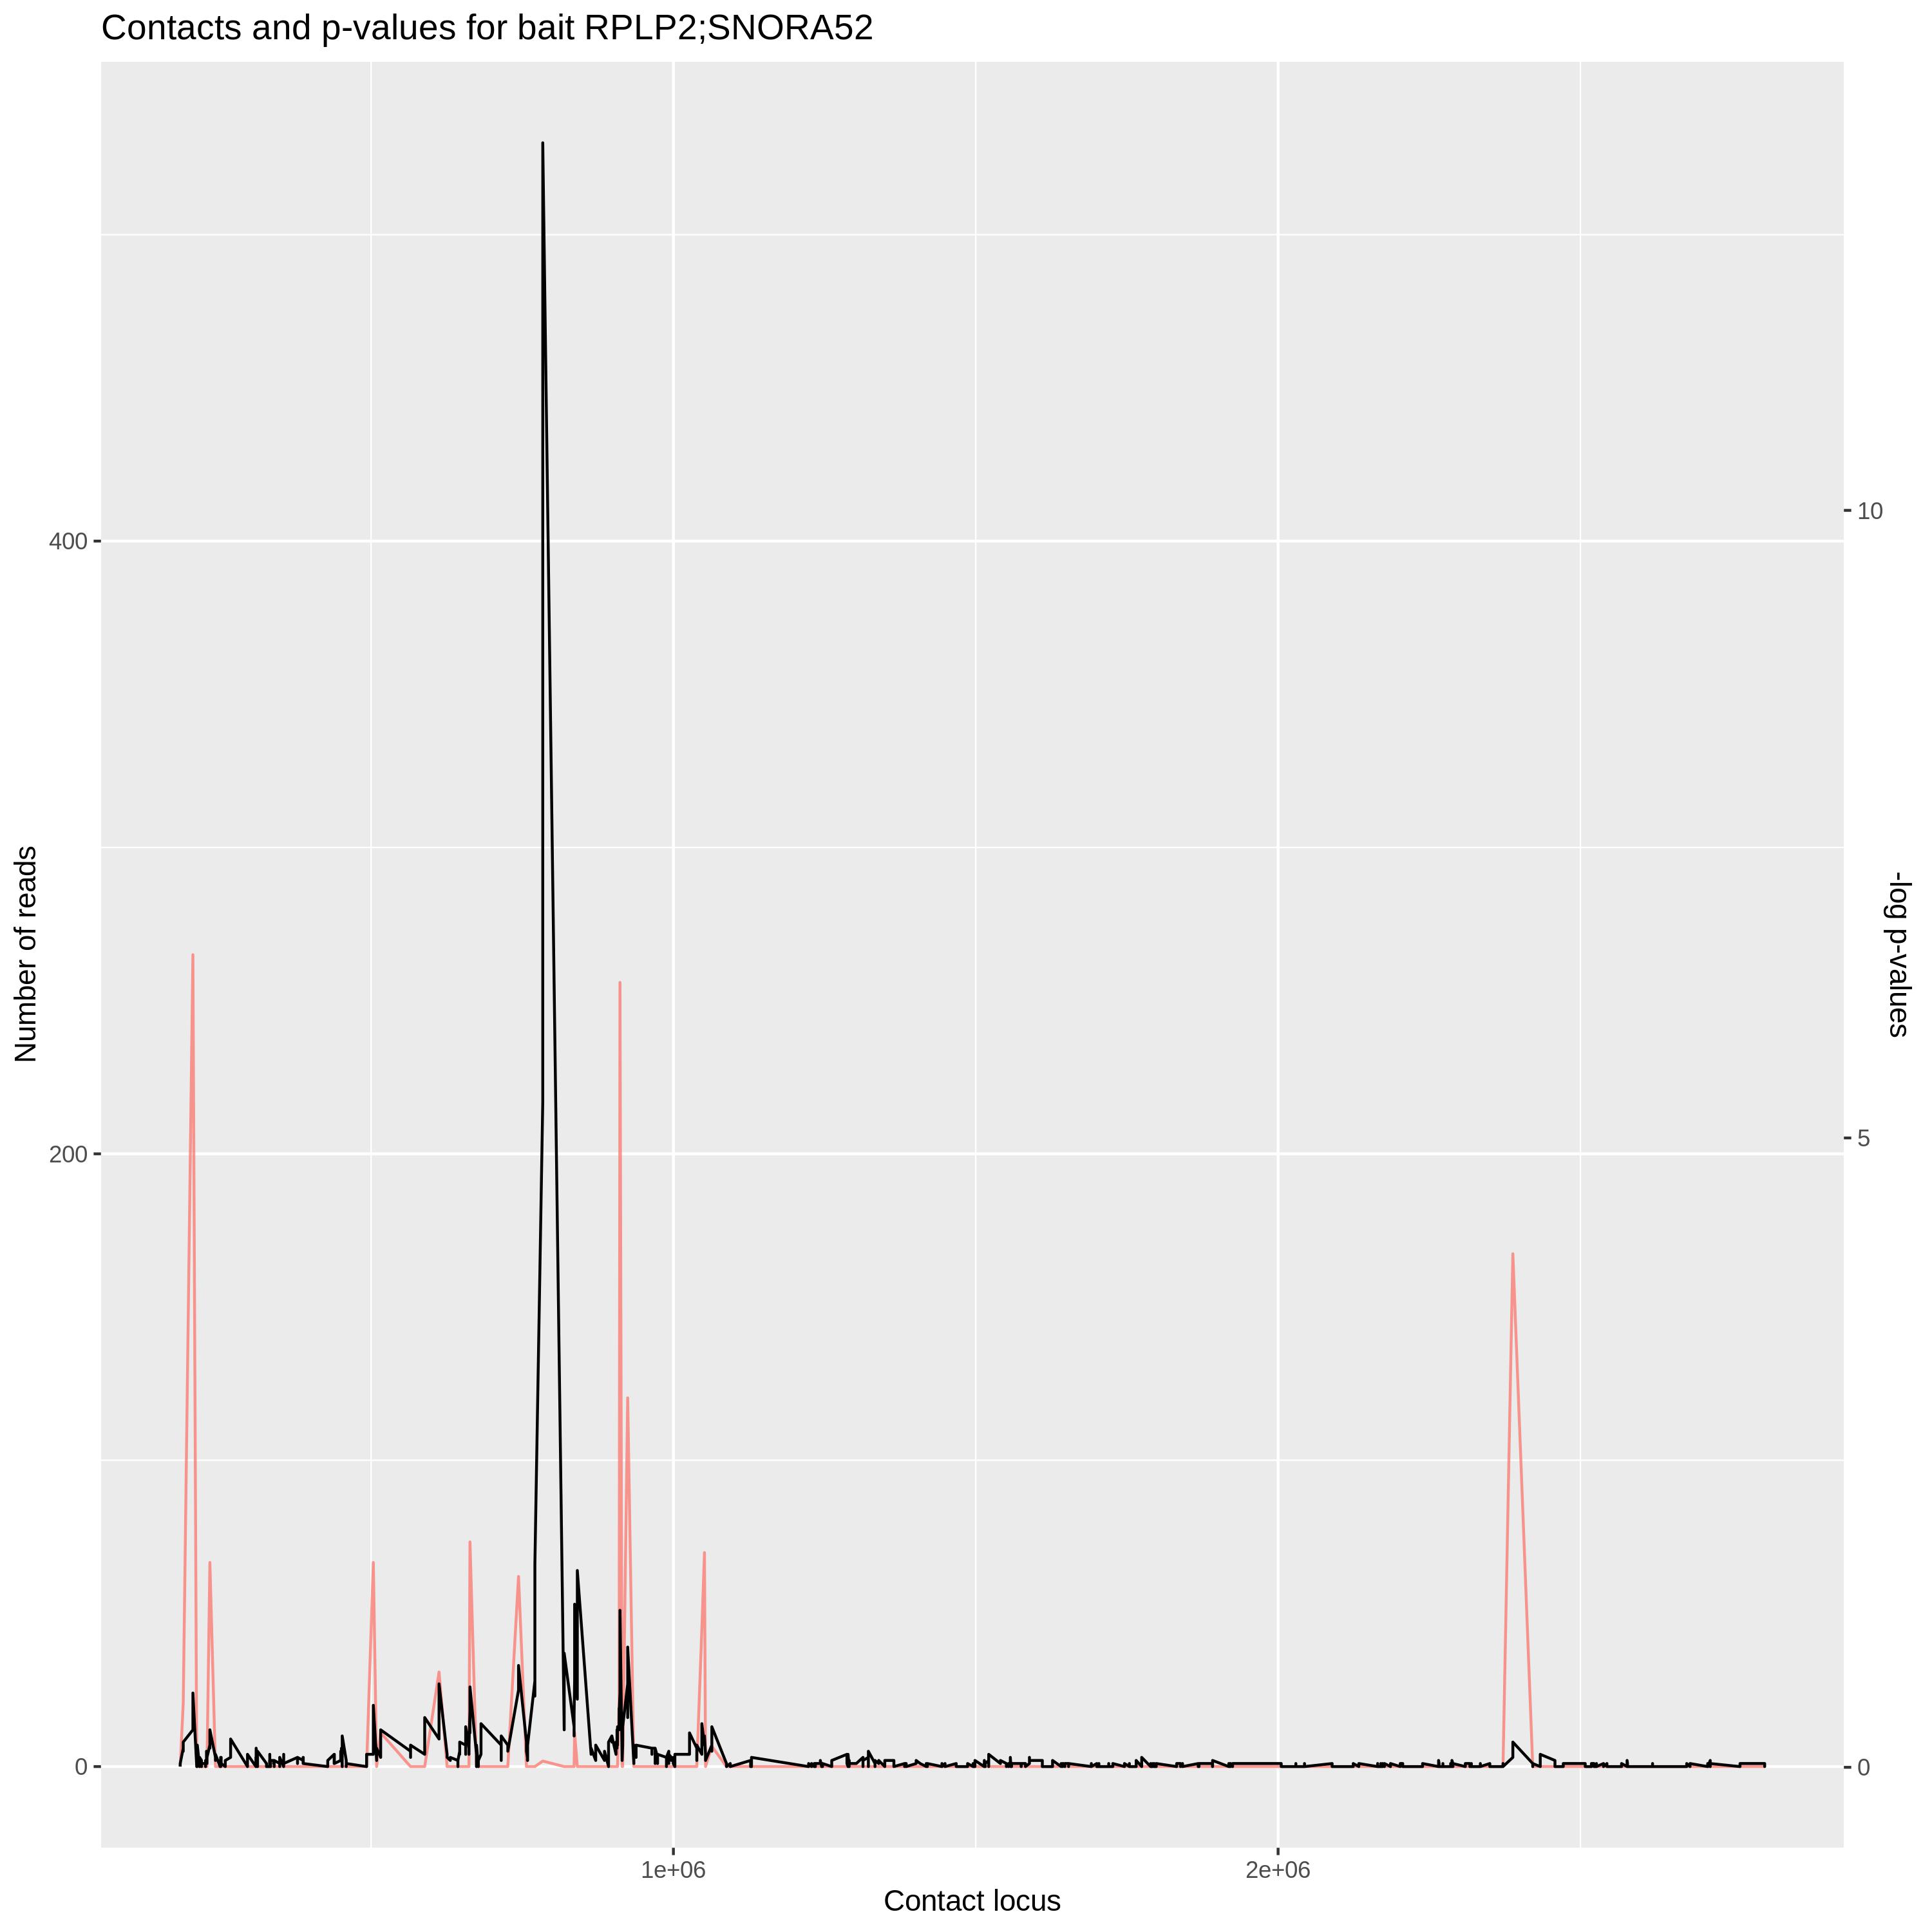 Contacts and p-values for bait RPLP2;SNORA52
Number of reads
400
200
0
10
5
0
-log p-values
1e+06
2e+06
Contact locus